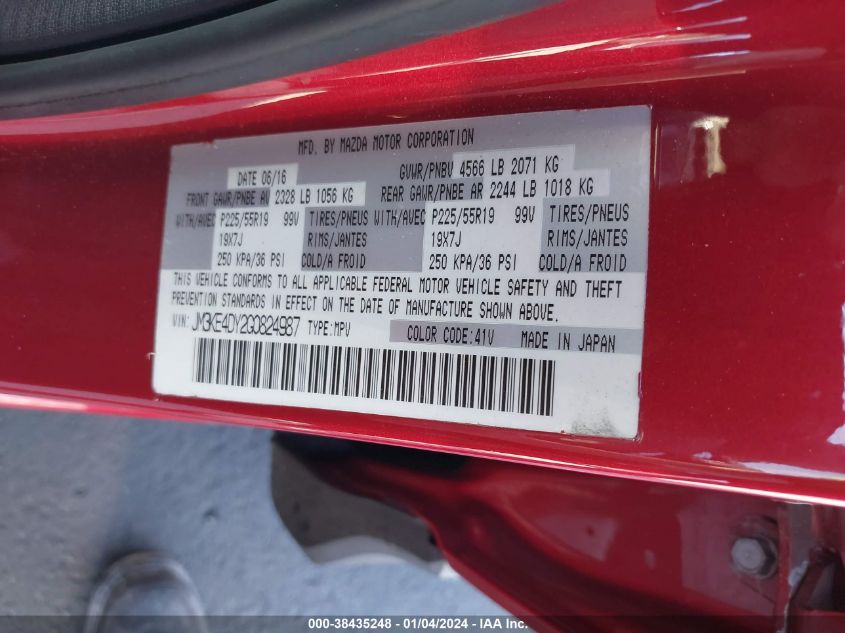 MFD. BY MAZDA MOTOR CORPORATION
DATE 06/16 GVWR/PNBV 4566 LB 2071 KG
FRONT GAWR/PNBE AV 2328 LB 1056 KG REAR GAWR/PNBE AR 2244 LB 1018 KG
WITH/AVEC P225/55R19 99V TIRES/PNEUS WITH/AVEC P225/55R19 99V TIRES/PNEUS
19X7J RIMS/JANTES 19X7J RIMS/JANTES
250 KPA/36 PSI COLD/A FROID 250 KPA/36 PSI COLD/A FROID
THIS VEHICLE CONFORMS TO ALL APPLICABLE FEDERAL MOTOR VEHICLE SAFETY AND THEFT
PREVENTION STANDARDS IN EFFECT ON THE DATE OF MANUFACTURE SHOWN ABOVE.
VIN: JM3KE4DY2G0824987 TYPE:MPV COLOR CODE:41V MADE IN JAPAN
000-38435248 - 01/04/2024 - IAA Inc.